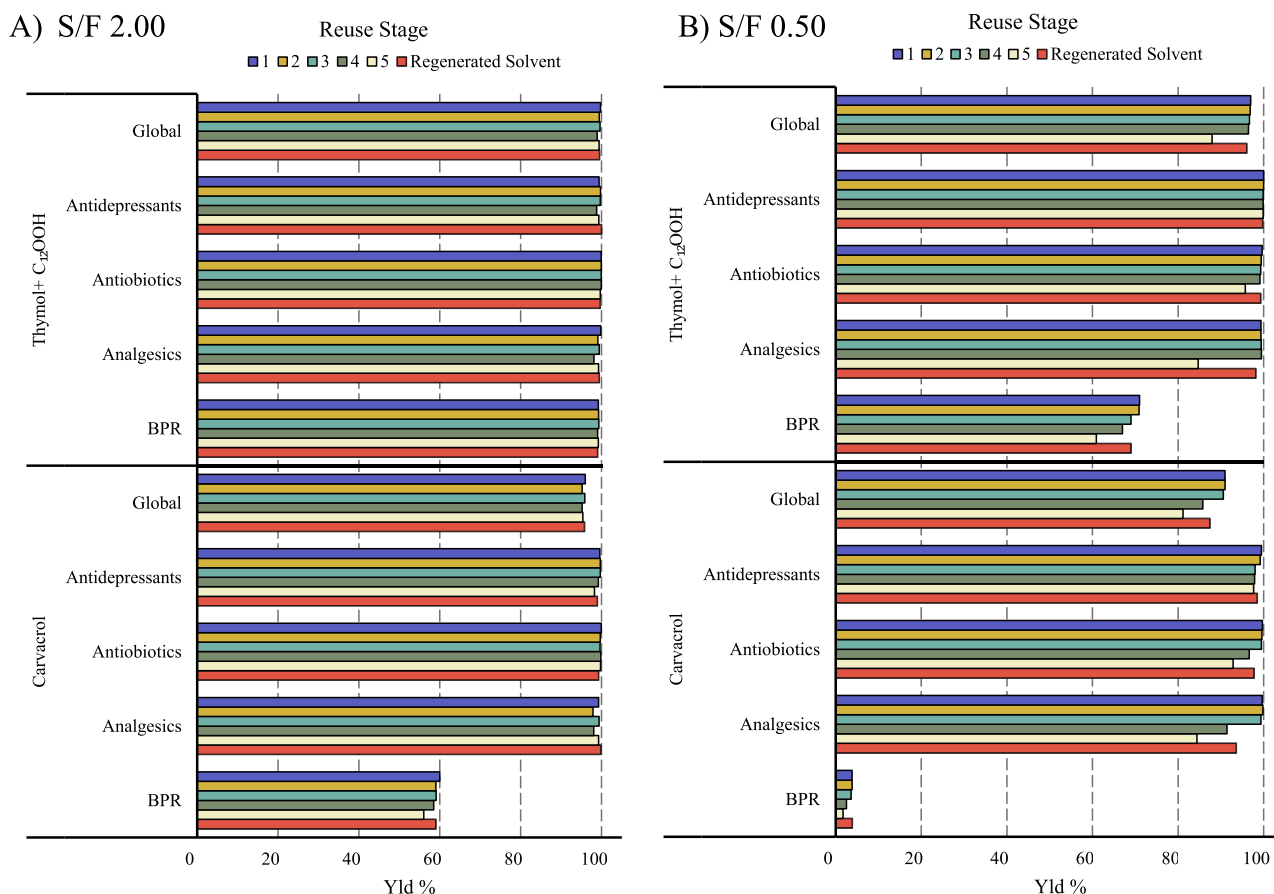 A) S/F 2.00
Reuse Stage
1 2 3 4 5 Regenerated Solvent
Thymol+ C₁₂OOH
Global
Antidepressants
Antiobiotics
Analgesics
BPR
Carvacrol
Global
Antidepressants
Antiobiotics
Analgesics
BPR
0 20 40 60 80 100
Yld %
B) S/F 0.50
Reuse Stage
1 2 3 4 5 Regenerated Solvent
Thymol+ C₁₂OOH
Global
Antidepressants
Antiobiotics
Analgesics
BPR
Carvacrol
Global
Antidepressants
Antiobiotics
Analgesics
BPR
0 20 40 60 80 100
Yld %